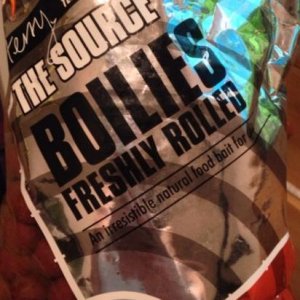 THE SOURCE
BOILIES
FRESHLY ROLLED
An irresistible natural food bait for